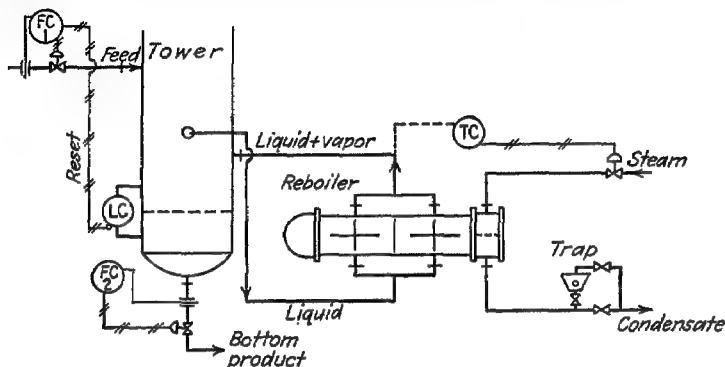 FC
1
Feed
Tower
Liquid+vapor
TC
Steam
Reset
Reboiler
LC
Trap
FC
2
Liquid
Condensate
Bottom
product